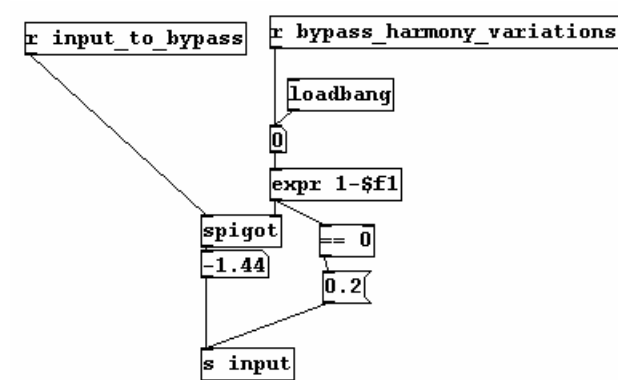 r input_to_bypass
r bypass_harmony_variations
loadbang
0
expr 1-$f1
spigot
== 0
-1.44
0.2
s input